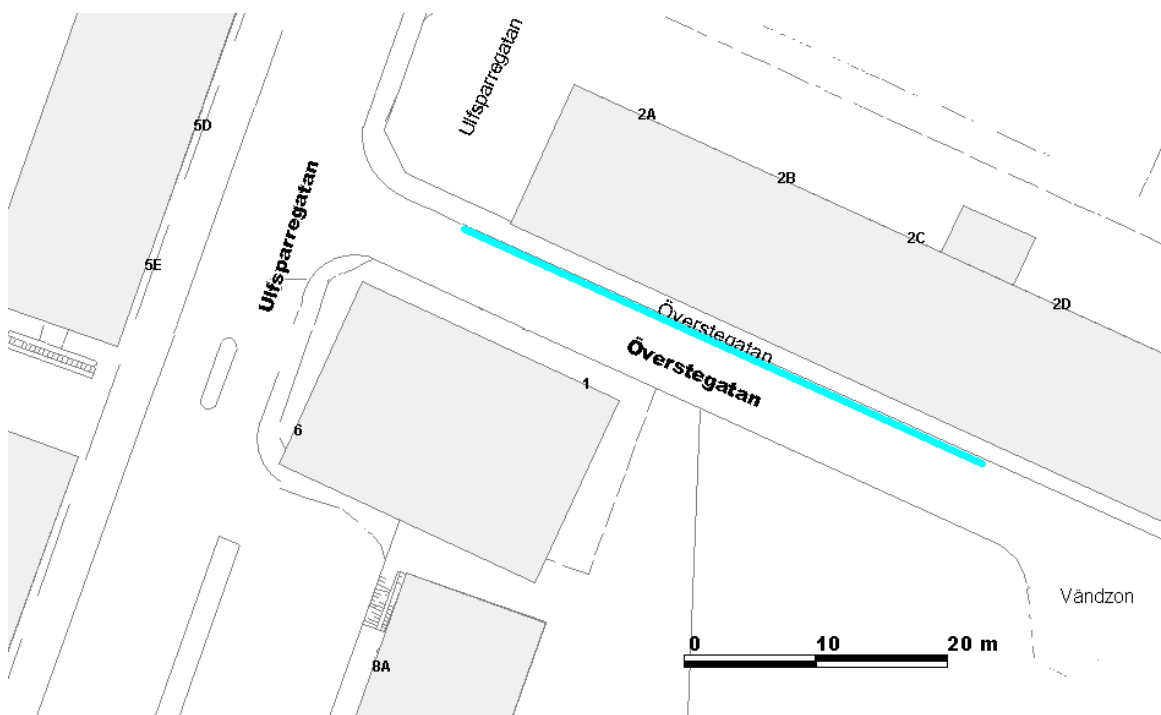 Ulfsparregatan
2A
5D
2B
Ulfsparregatan
2C
5E
2D
Överstegatan
Överstegatan
1
6
Vändzon
0 10 20 m
8A